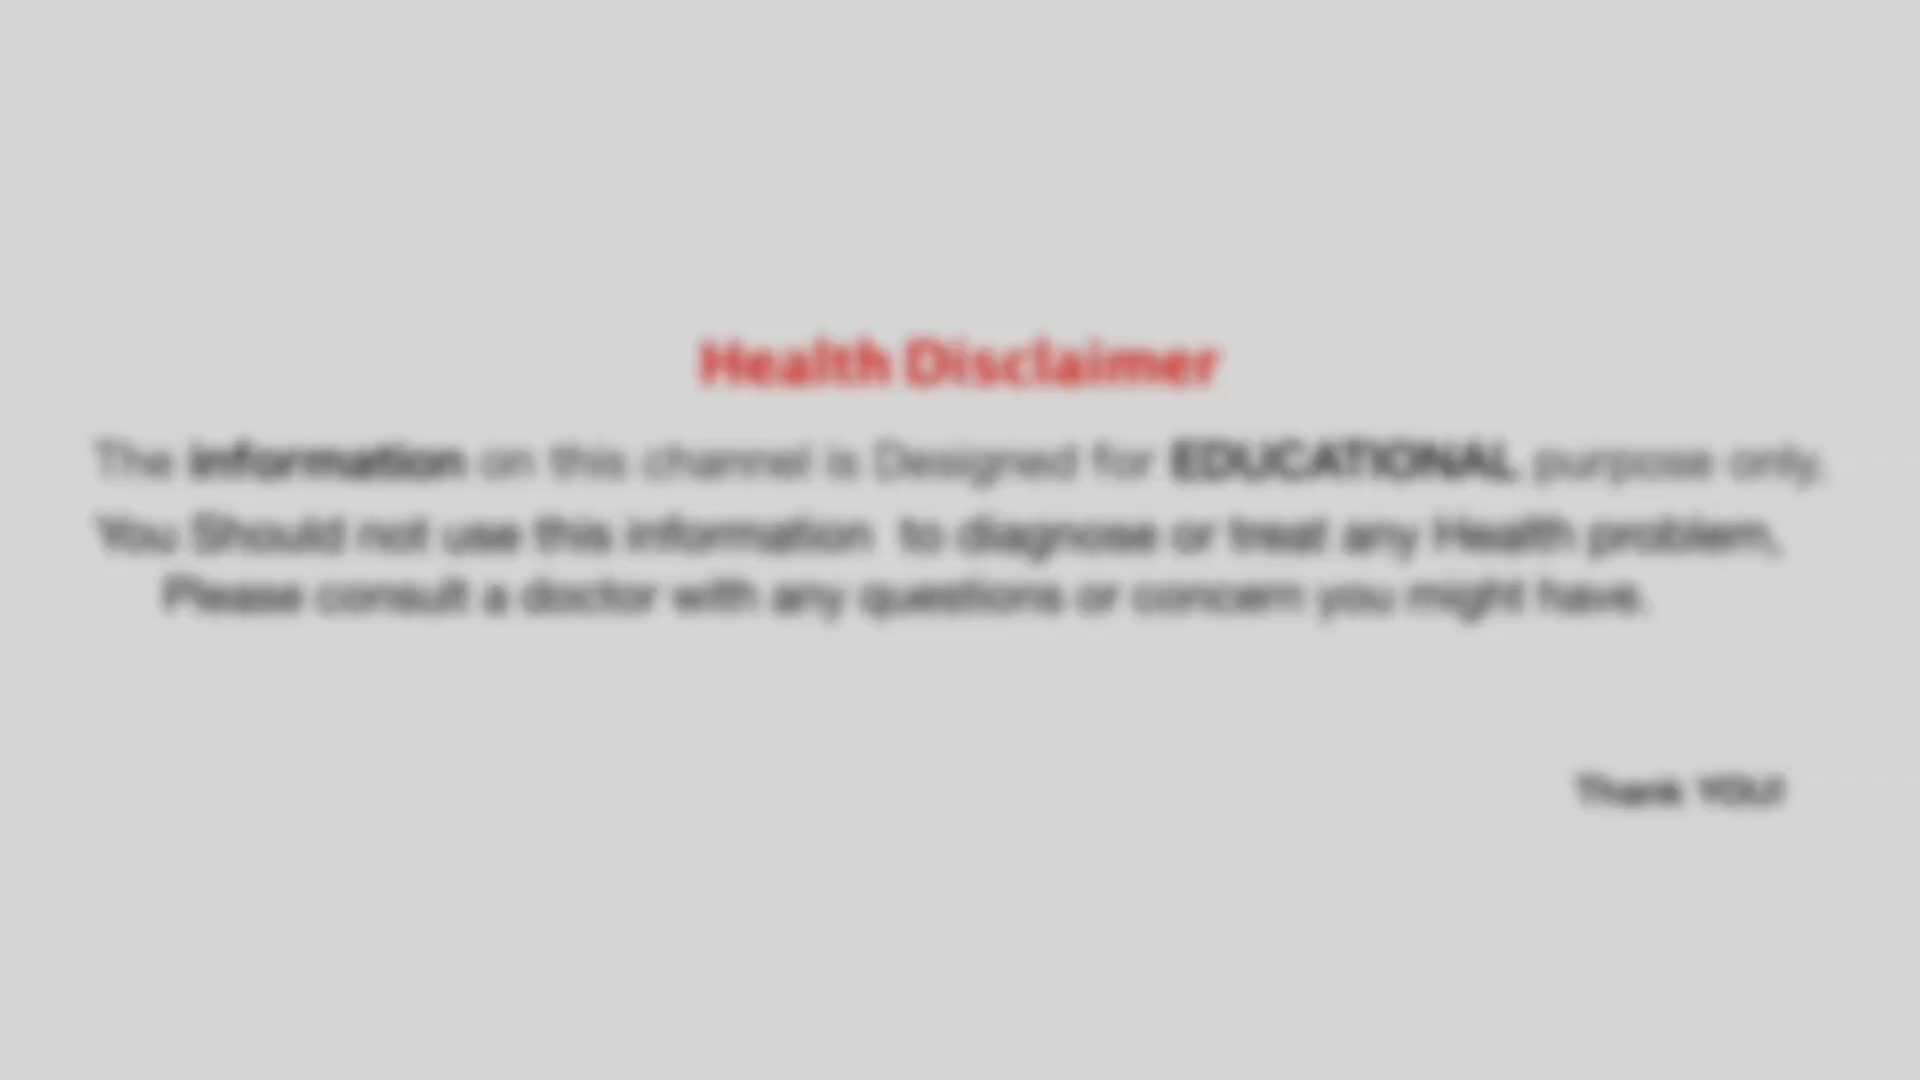 Health Disclaimer
The information on this channel is Designed for EDUCATIONAL purpose only,
You Should not use this information to diagnose or treat any Health problem,
Please consult a doctor with any questions or concern you might have.
Thank YOU!